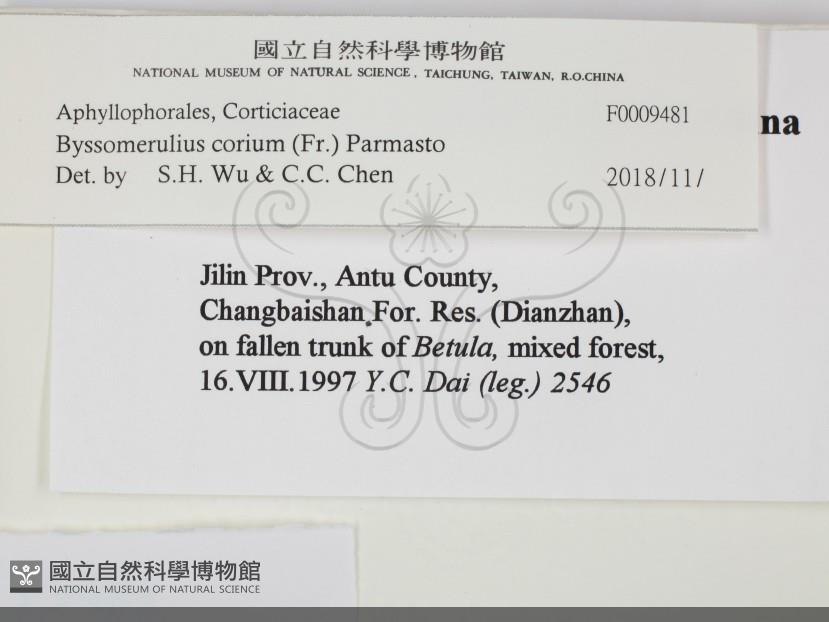 國立自然科學博物館
NATIONAL MUSEUM OF NATURAL SCIENCE, TAICHUNG, TAIWAN, R.O.CHINA
Aphyllophorales, Corticiaceae F0009481
Byssomerulius corium (Fr.) Parmasto
Det. by S.H. Wu & C.C. Chen 2018/11/
na
Jilin Prov., Antu County,
Changbaishan For. Res. (Dianzhan),
on fallen trunk of Betula, mixed forest,
16.VIII.1997 Y.C. Dai (leg.) 2546
國立自然科學博物館
NATIONAL MUSEUM OF NATURAL SCIENCE